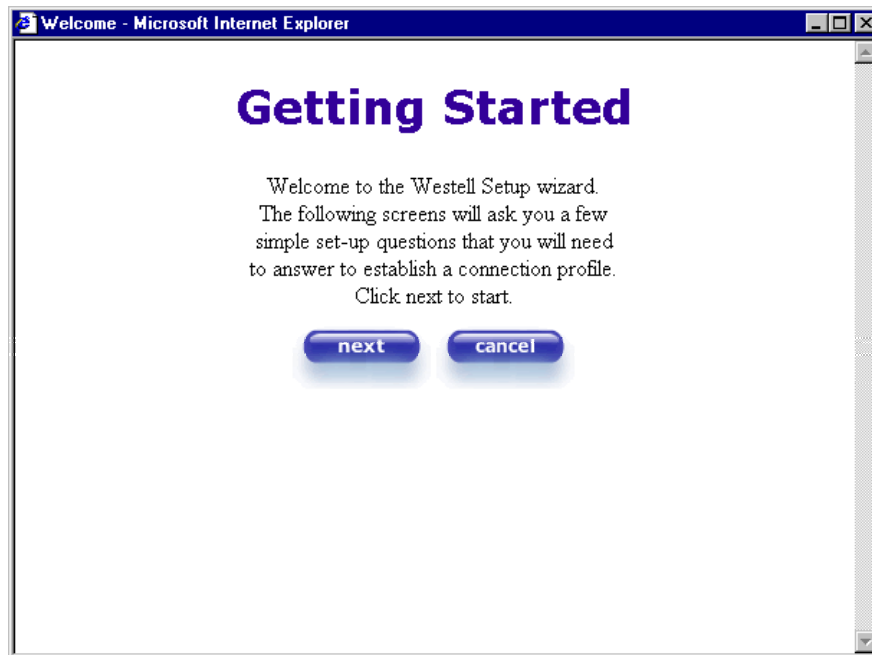 Welcome - Microsoft Internet Explorer
Getting Started
Welcome to the Westell Setup wizard.
The following screens will ask you a few
simple set-up questions that you will need
to answer to establish a connection profile.
Click next to start.
next cancel